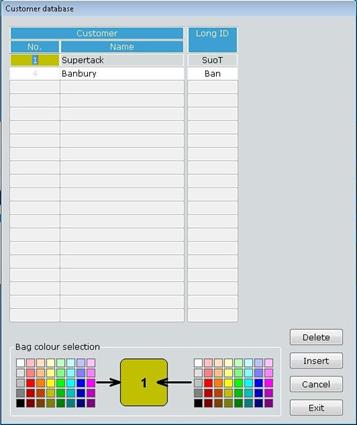 Customer database
Customer Long ID
No. Name
1 Supertack SuoT
4 Banbury Ban
Bag colour selection
1
Delete
Insert
Cancel
Exit